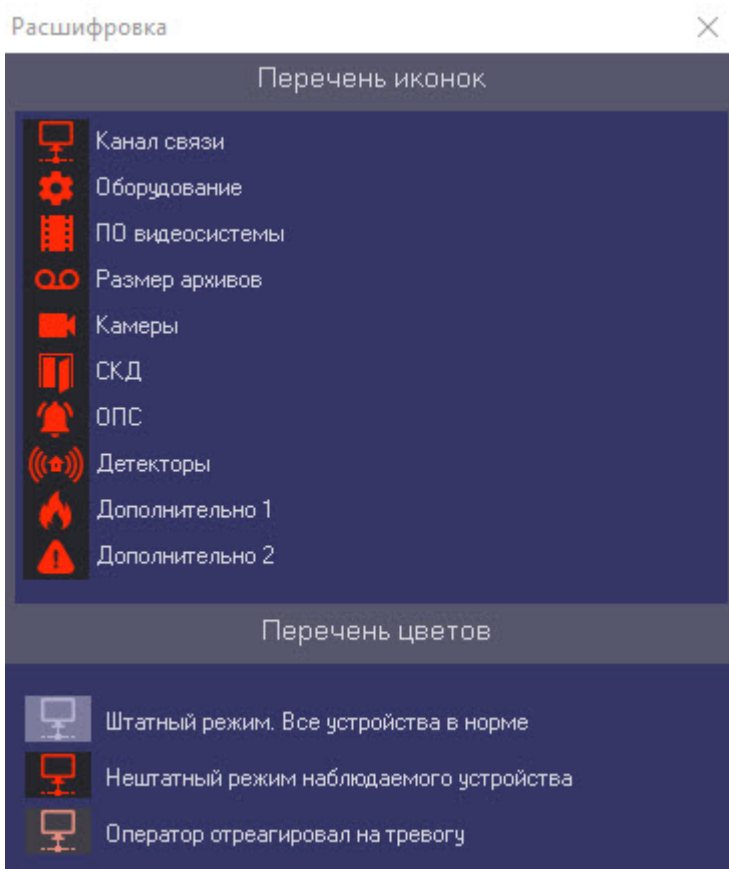 Расшифровка
Перечень иконок
Канал связи
Оборудование
ПО видеосистемы
Размер архивов
Камеры
СКД
ОПС
Детекторы
Дополнительно 1
Дополнительно 2
Перечень цветов
Штатный режим. Все устройства в норме
Нештатный режим наблюдаемого устройства
Оператор отреагировал на тревогу